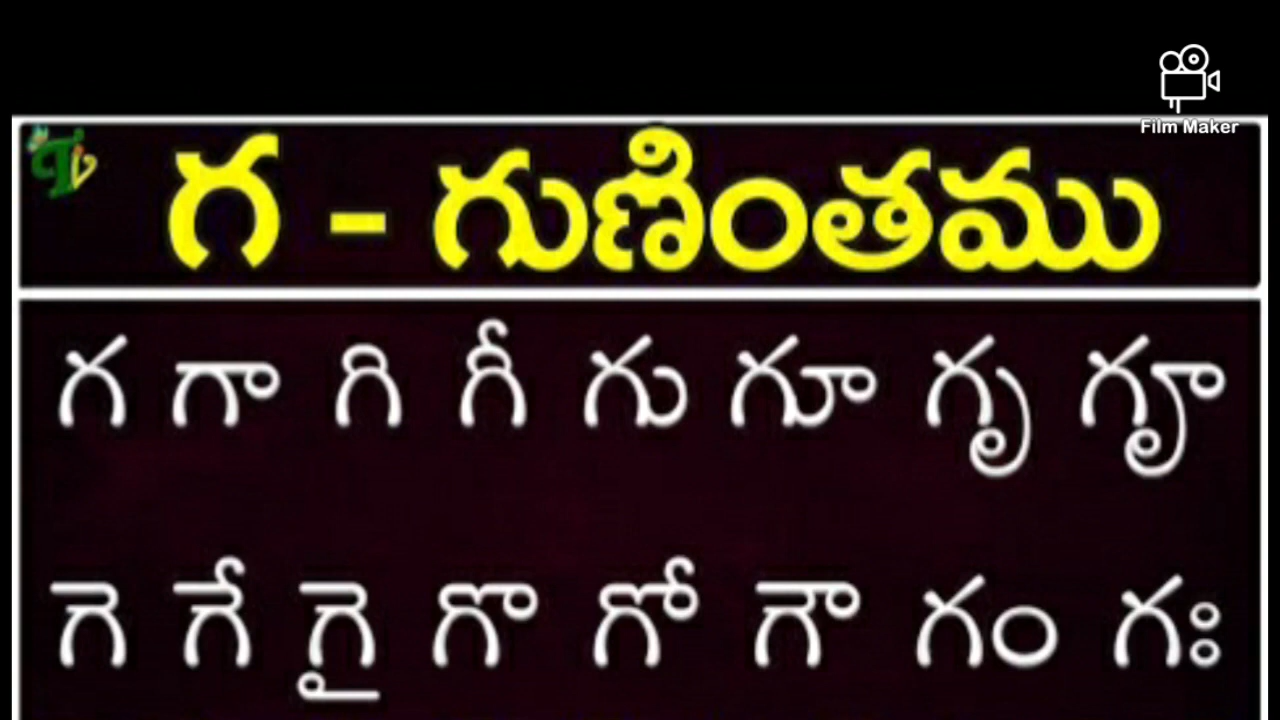 Film Maker
గ - గుణింతము
గ గా గి గీ గు గూ గృ గౄ
గె గే గై గొ గో గౌ గం గః